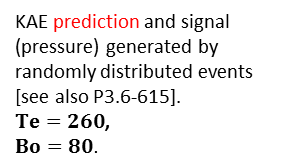 KAE prediction and signal
(pressure) generated by
randomly distributed events
[see also P3.6-615].
Te = 260,
Bo = 80.